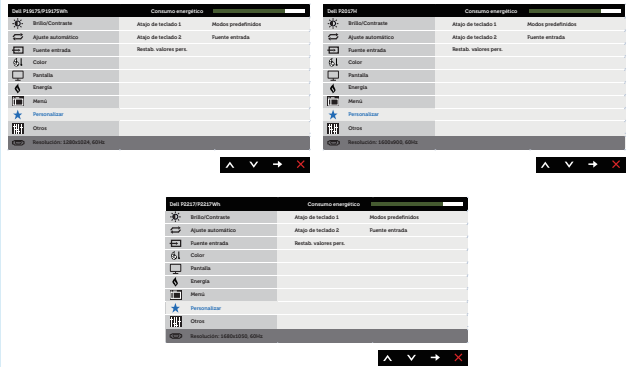 Dell P1917S/P1917SWh Consumo energético
Brillo/Contraste Atajo de teclado 1 Modos predefinidos
Ajuste automático Atajo de teclado 2 Fuente entrada
Fuente entrada Restab. valores pers.
Color
Pantalla
Energía
Menú
Personalizar
Otros
Resolución: 1280x1024, 60Hz
Dell P2017H Consumo energético
Brillo/Contraste Atajo de teclado 1 Modos predefinidos
Ajuste automático Atajo de teclado 2 Fuente entrada
Fuente entrada Restab. valores pers.
Color
Pantalla
Energía
Menú
Personalizar
Otros
Resolución: 1600x900, 60Hz
Dell P2217/P2217Wh Consumo energético
Brillo/Contraste Atajo de teclado 1 Modos predefinidos
Ajuste automático Atajo de teclado 2 Fuente entrada
Fuente entrada Restab. valores pers.
Color
Pantalla
Energía
Menú
Personalizar
Otros
Resolución: 1680x1050, 60Hz